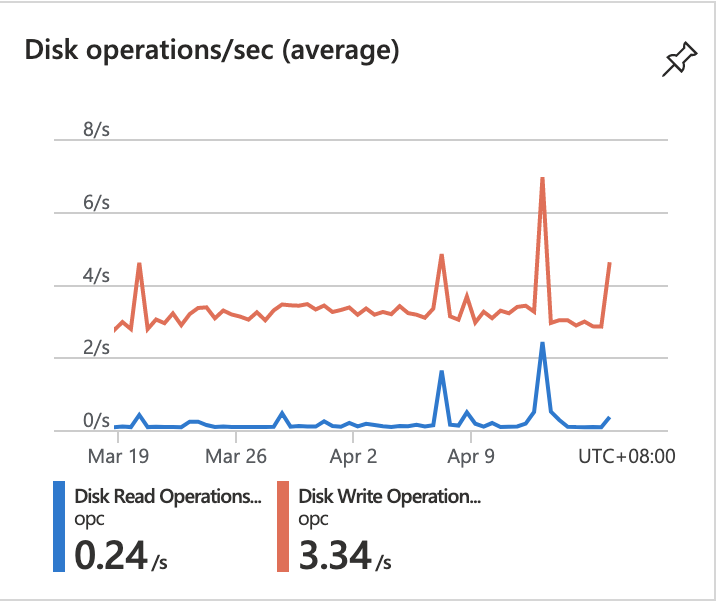 Disk operations/sec (average)
8/s
6/s
4/s
2/s
0/s
Mar 19 Mar 26 Apr 2 Apr 9 UTC+08:00
Disk Read Operations... Disk Write Operation...
opc opc
0.24 /s 3.34 /s